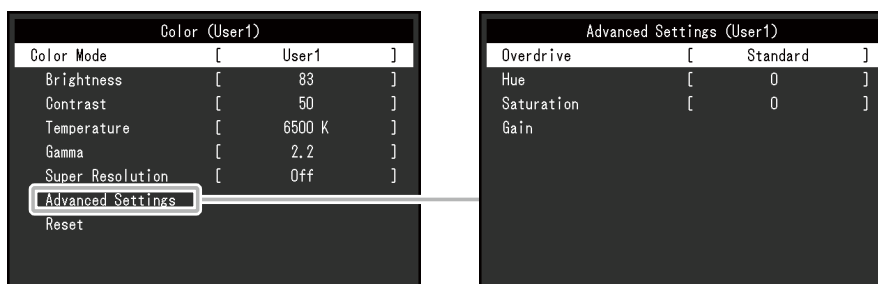 Color (User1)
Color Mode [ User1 ]
Brightness [ 83 ]
Contrast [ 50 ]
Temperature [ 6500 K ]
Gamma [ 2.2 ]
Super Resolution [ Off ]
Advanced Settings
Reset
Advanced Settings (User1)
Overdrive [ Standard ]
Hue [ 0 ]
Saturation [ 0 ]
Gain